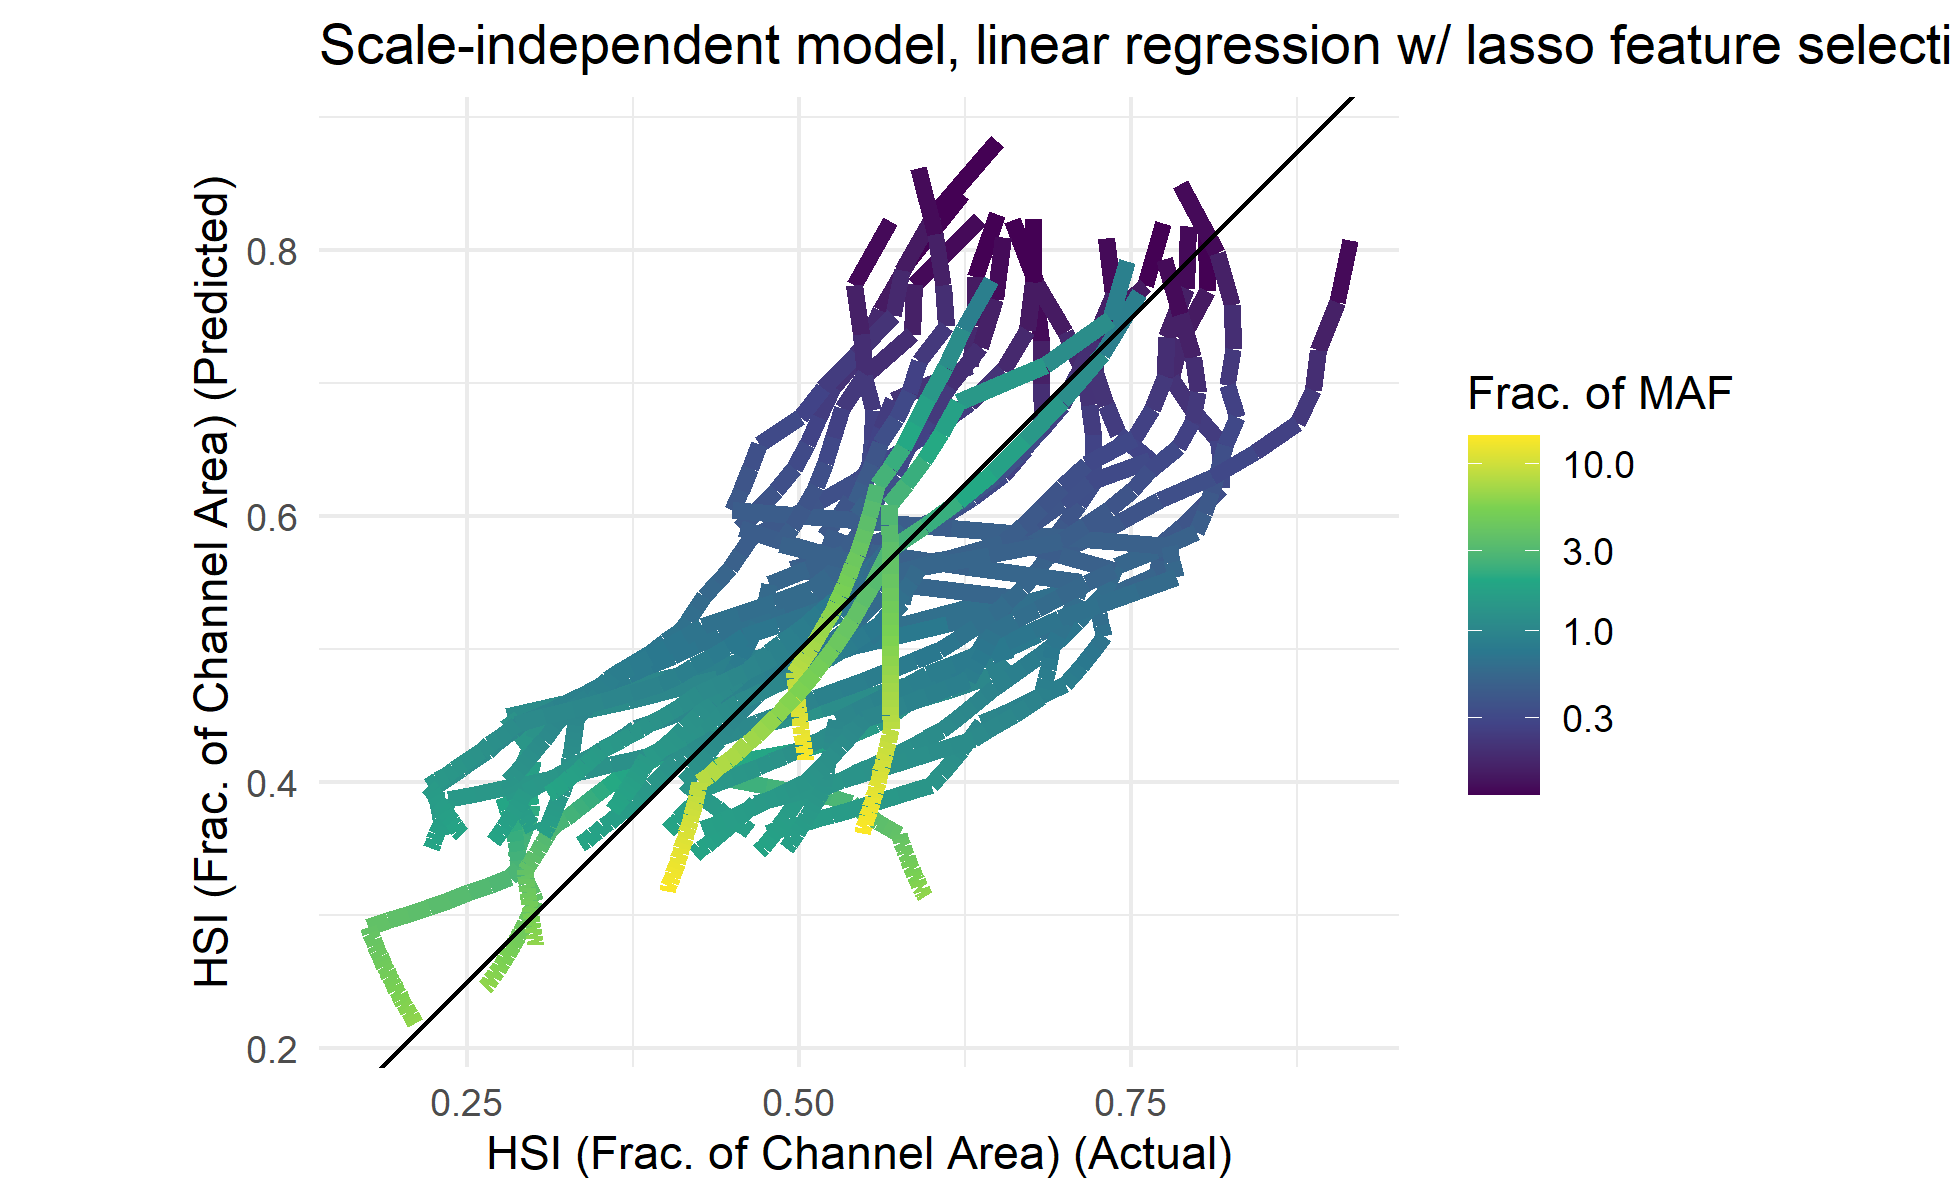 Scale-independent model, linear regression w/ lasso feature selecti
HSI (Frac. of Channel Area) (Predicted)
0.8
0.6
0.4
0.2
0.25 0.50 0.75
HSI (Frac. of Channel Area) (Actual)
Frac. of MAF
10.0
3.0
1.0
0.3